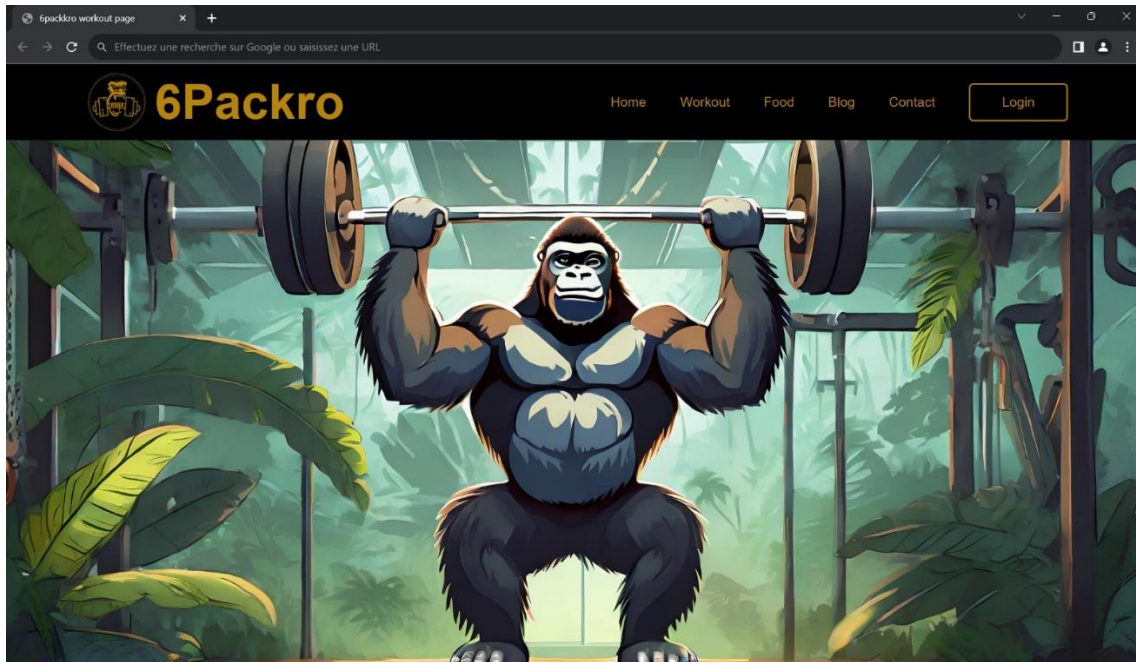 6packkro workout page
Effectuez une recherche sur Google ou saisissez une URL
6Packro
Home Workout Food Blog Contact Login